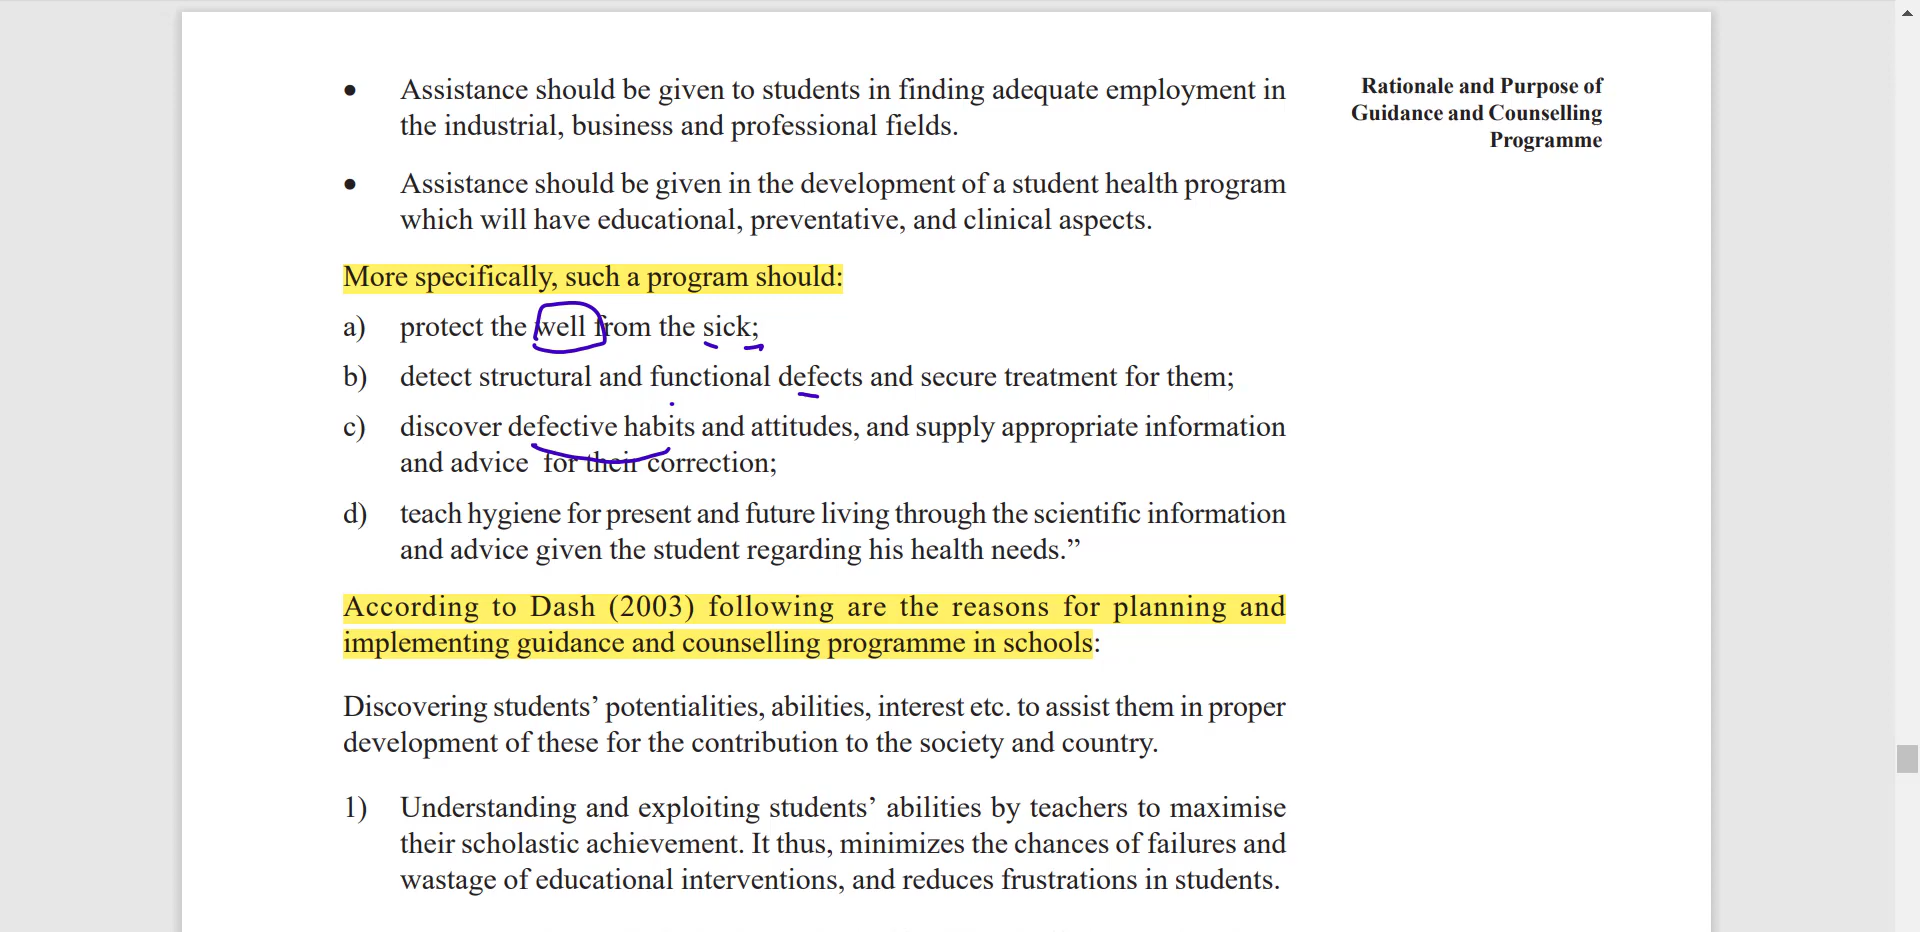 Rationale and Purpose of
Guidance and Counselling
Programme
• Assistance should be given to students in finding adequate employment in
the industrial, business and professional fields.
• Assistance should be given in the development of a student health program
which will have educational, preventative, and clinical aspects.
More specifically, such a program should:
a) protect the well from the sick;
b) detect structural and functional defects and secure treatment for them;
c) discover defective habits and attitudes, and supply appropriate information
and advice for their correction;
d) teach hygiene for present and future living through the scientific information
and advice given the student regarding his health needs.”
According to Dash (2003) following are the reasons for planning and
implementing guidance and counselling programme in schools:
Discovering students’ potentialities, abilities, interest etc. to assist them in proper
development of these for the contribution to the society and country.
1) Understanding and exploiting students’ abilities by teachers to maximise
their scholastic achievement. It thus, minimizes the chances of failures and
wastage of educational interventions, and reduces frustrations in students.